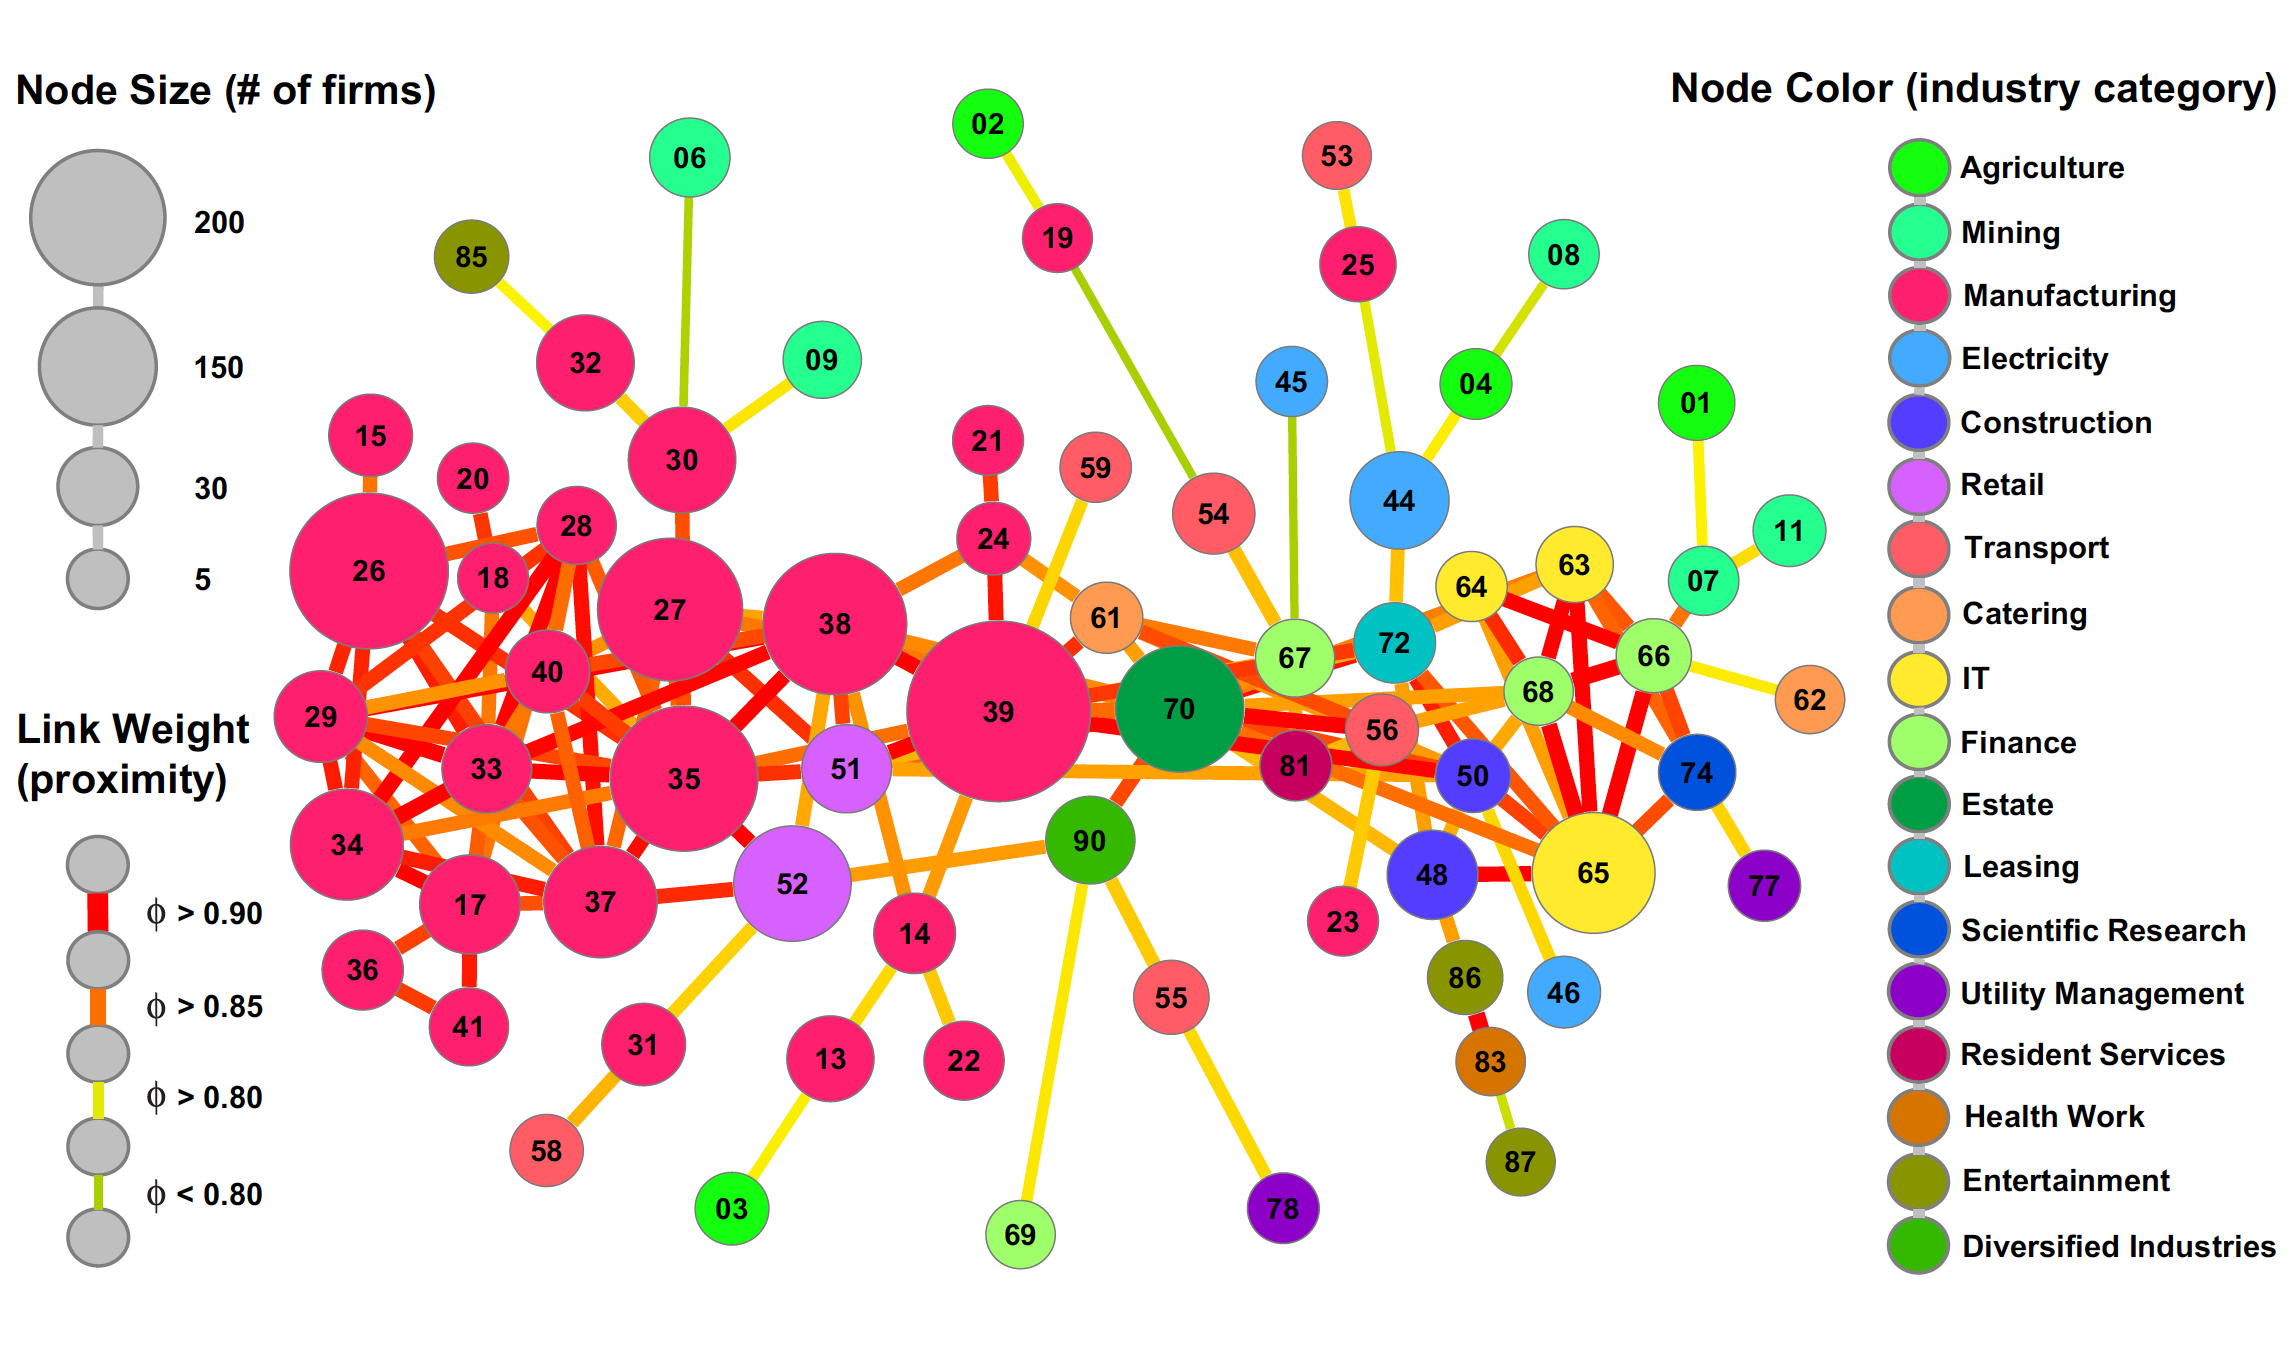 Node Size (# of firms)
200
150
30
5
Link Weight
(proximity)
ϕ > 0.90
ϕ > 0.85
ϕ > 0.80
ϕ < 0.80
02
53
06
19
85
25
08
09
32
45
04
01
15
21
30
59
20
44
54
28
11
24
63
26
18
07
64
27
61
38
72
66
67
40
68
62
70
39
29
56
81
33
51
74
50
35
90
34
65
48
52
77
37
17
23
14
36
86
46
55
41
31
13
22
83
58
87
03
78
69
Node Color (industry category)
Agriculture
Mining
Manufacturing
Electricity
Construction
Retail
Transport
Catering
IT
Finance
Estate
Leasing
Scientific Research
Utility Management
Resident Services
Health Work
Entertainment
Diversified Industries